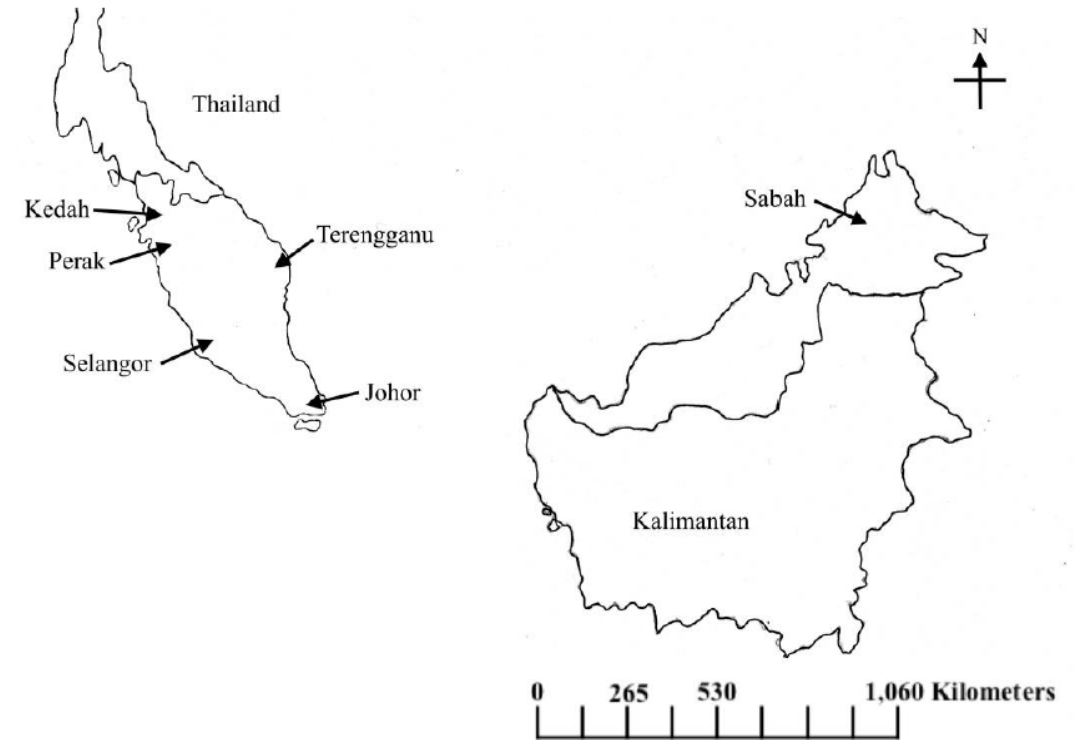 N
Thailand
Sabah
Kedah
Terengganu
Perak
Selangor
Johor
Kalimantan
0 265 530 1,060 Kilometers